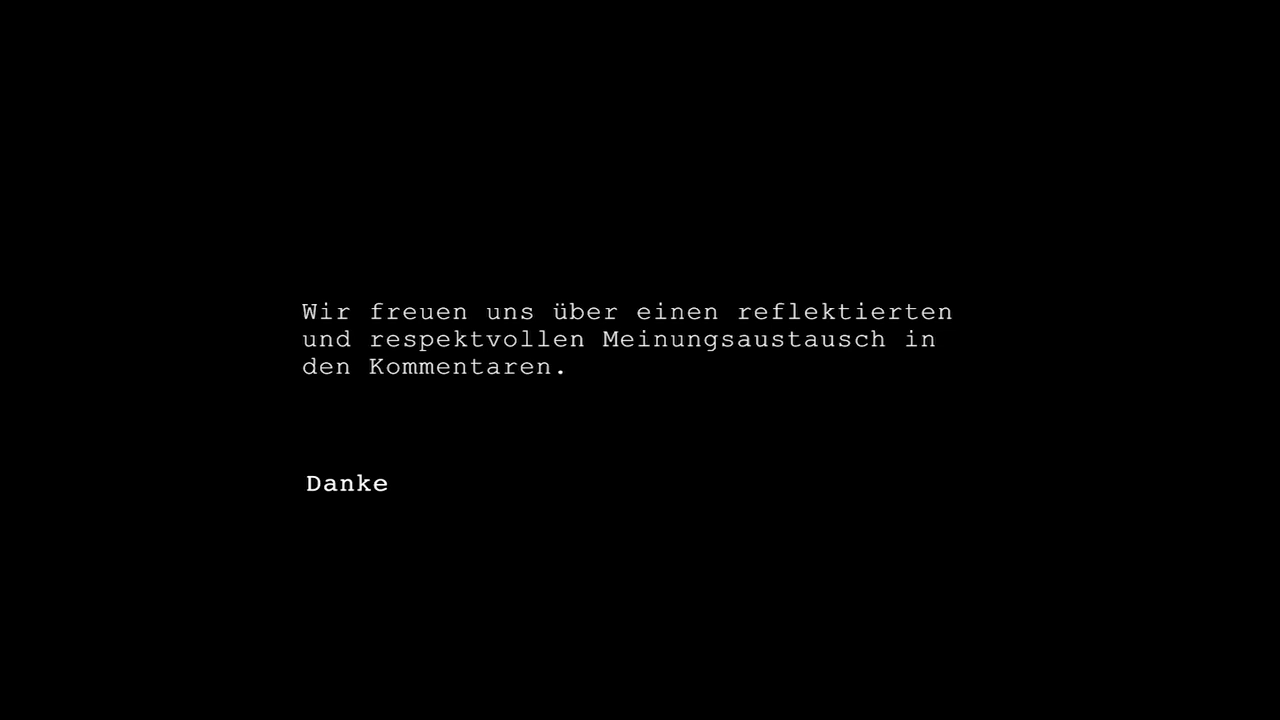 Wir freuen uns über einen reflektierten
und respektvollen Meinungsaustausch in
den Kommentaren.
Danke